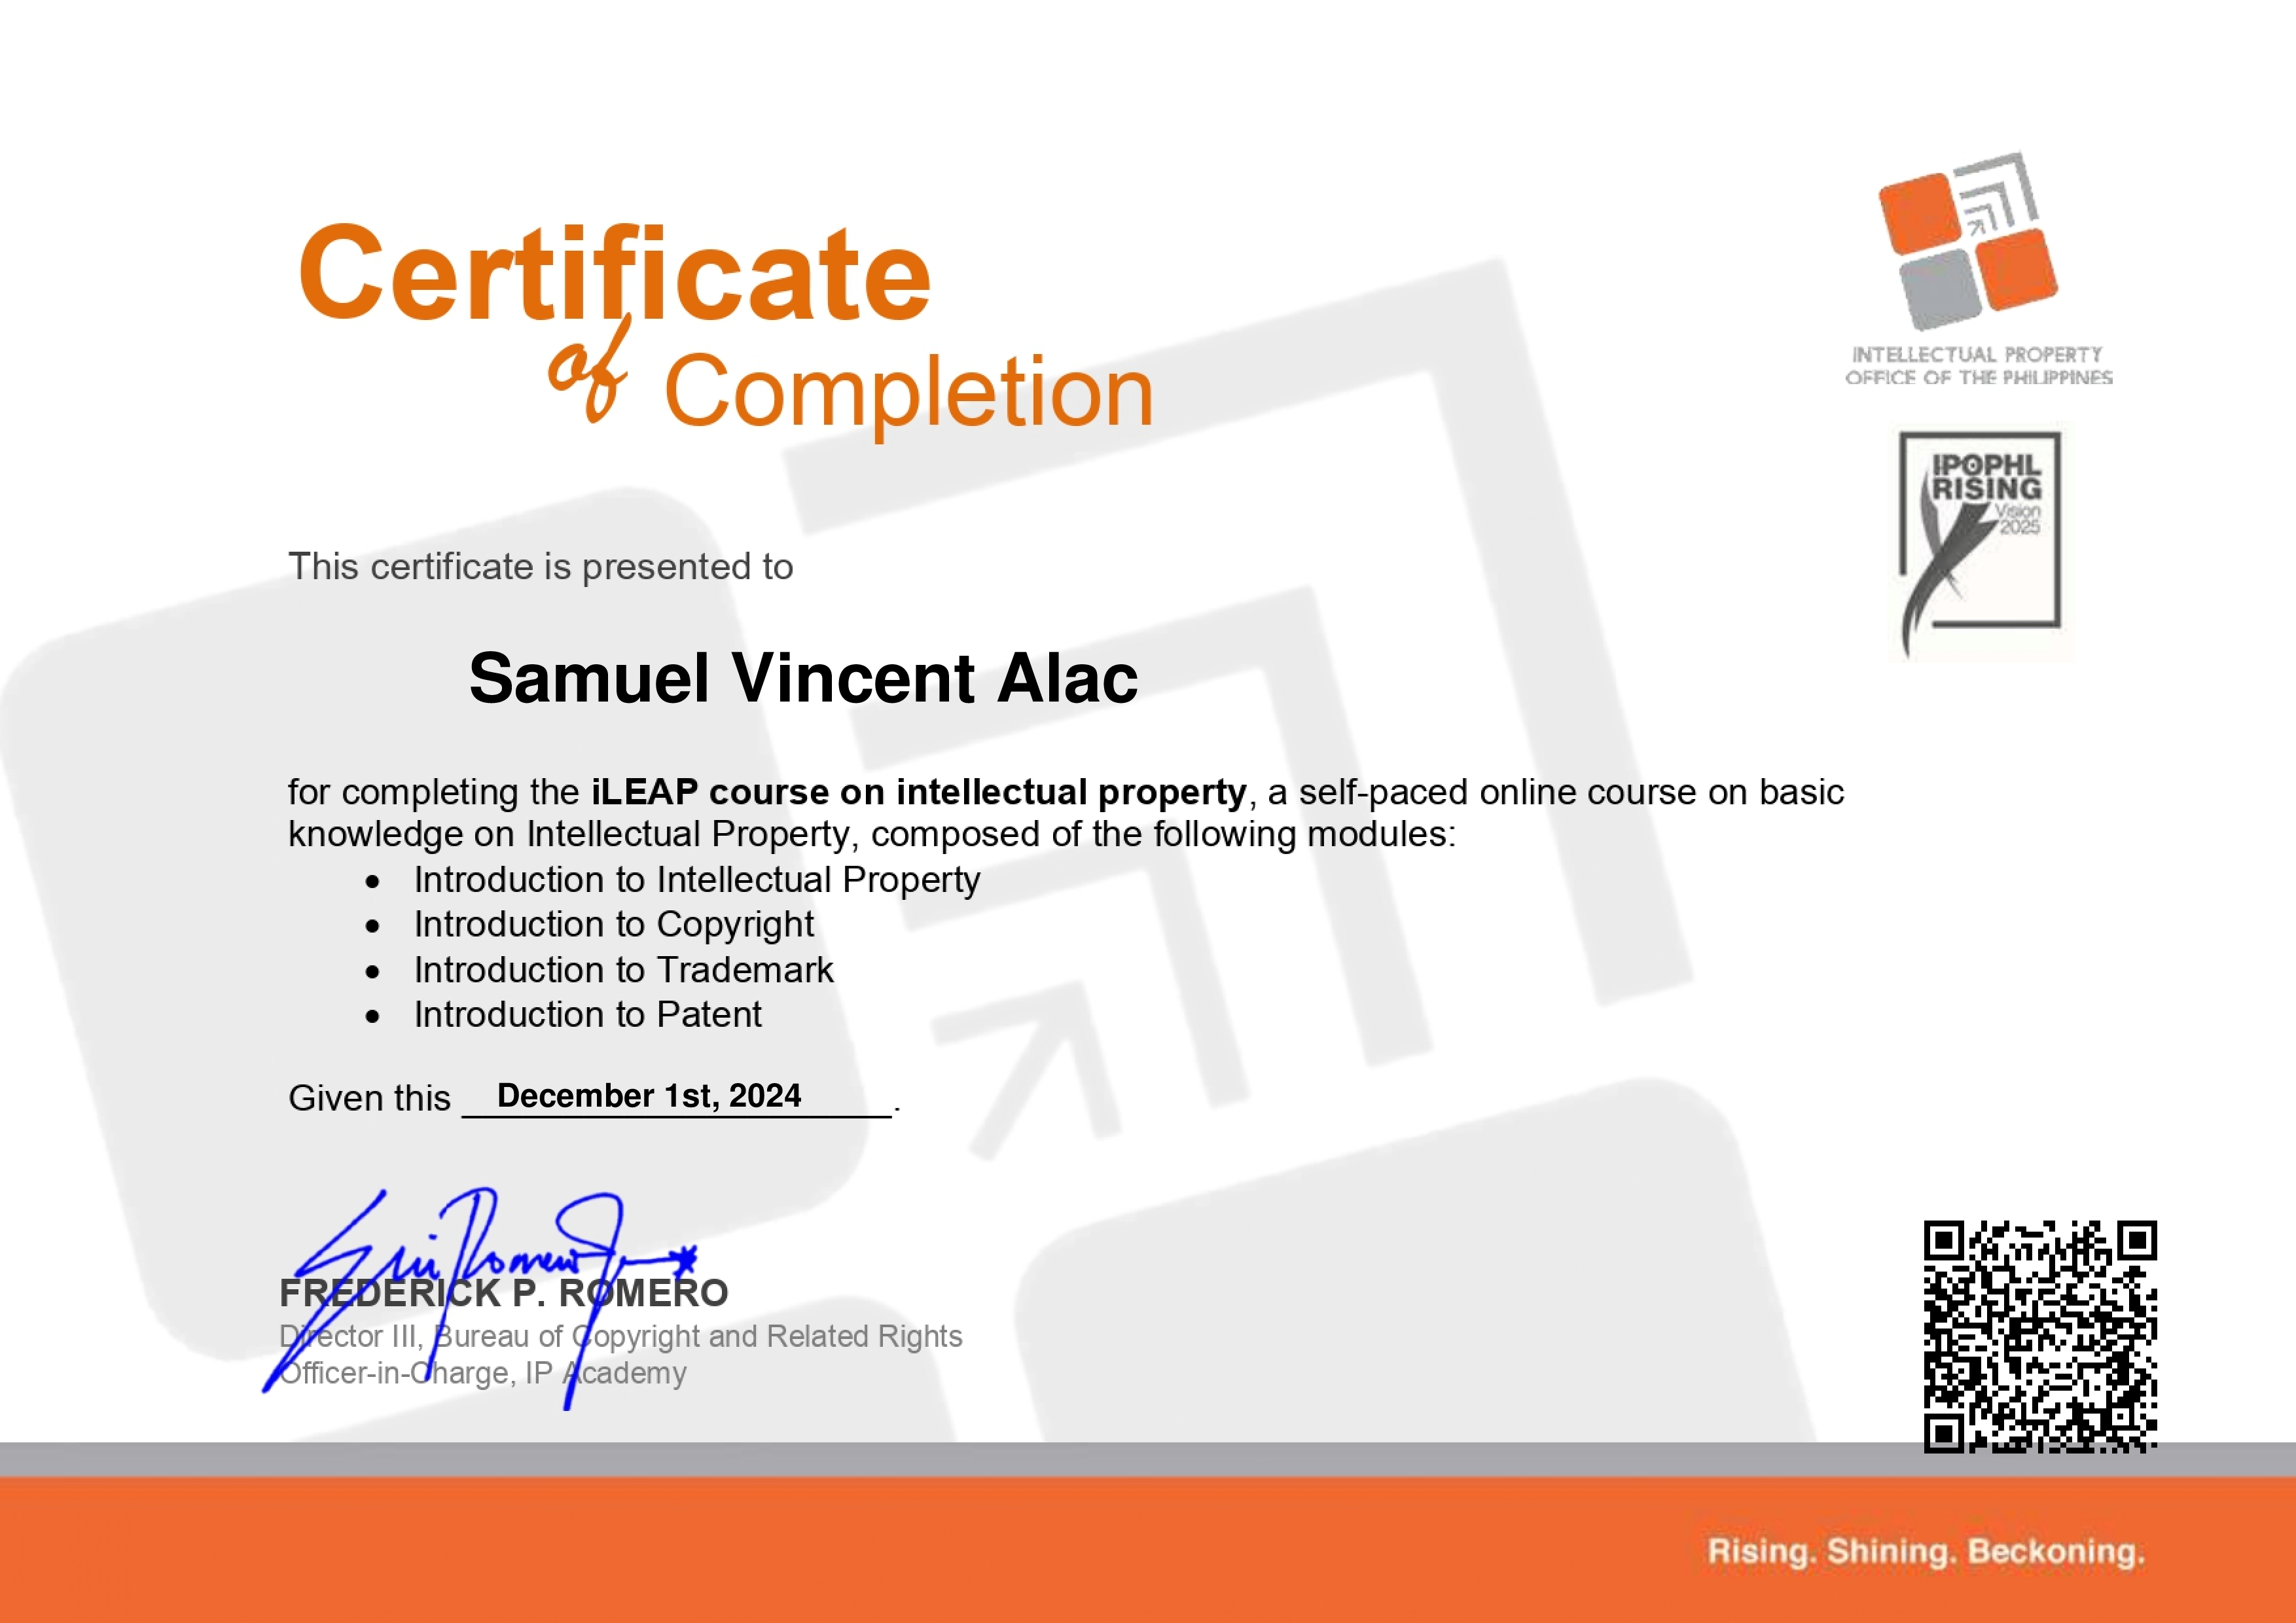 Certificate
of Completion
INTELLECTUAL PROPERTY
OFFICE OF THE PHILIPPINES
IPOPHL
RISING
Vision
2025
This certificate is presented to
Samuel Vincent Alac
for completing the iLEAP course on intellectual property, a self-paced online course on basic
knowledge on Intellectual Property, composed of the following modules:
• Introduction to Intellectual Property
• Introduction to Copyright
• Introduction to Trademark
• Introduction to Patent
Given this December 1st, 2024.
FREDERICK P. ROMERO
Director III, Bureau of Copyright and Related Rights
Officer-in-Charge, IP Academy
Rising. Shining. Beckoning.